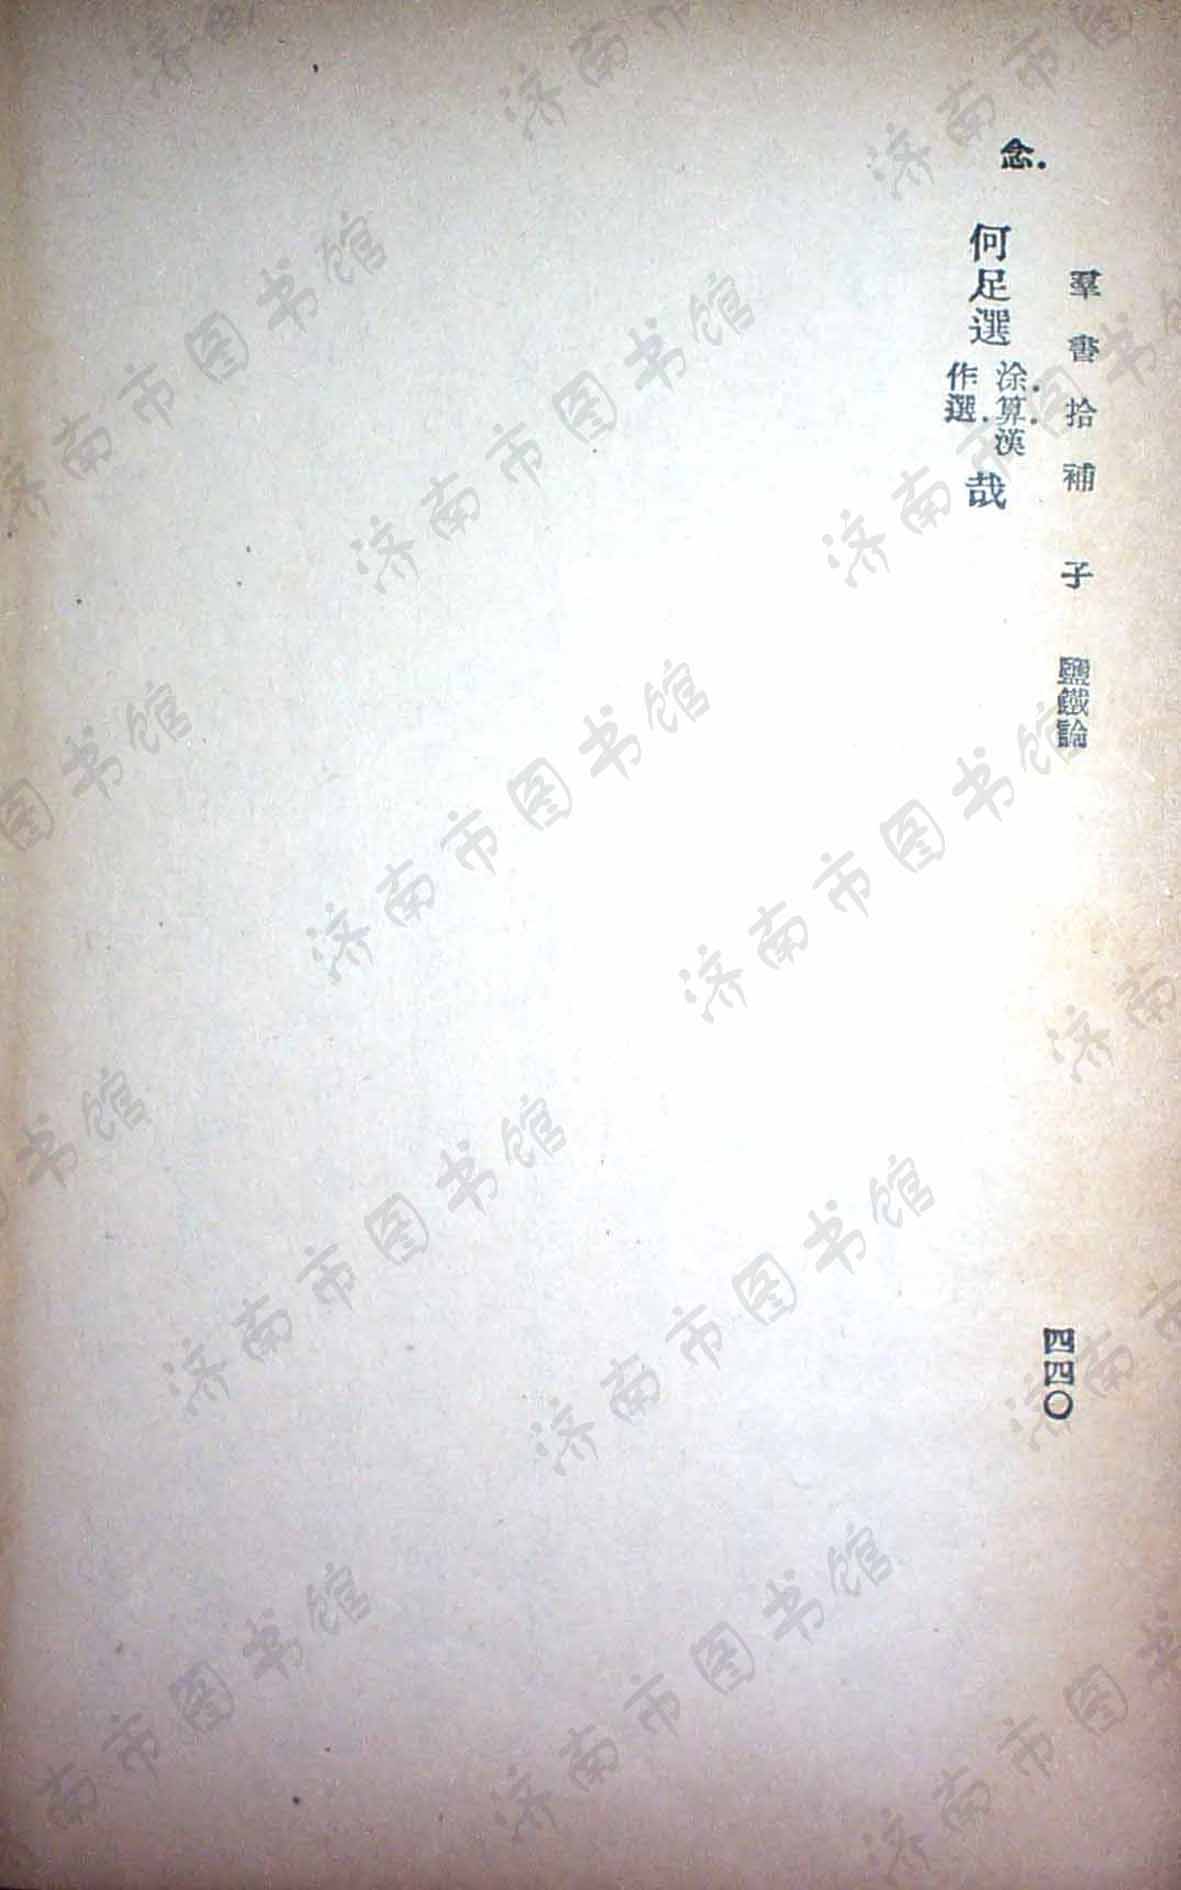 羣書拾補 子 鹽鐵論
四四〇
念.
何足選
涂.算.漢
作選.
哉
济南市图书馆